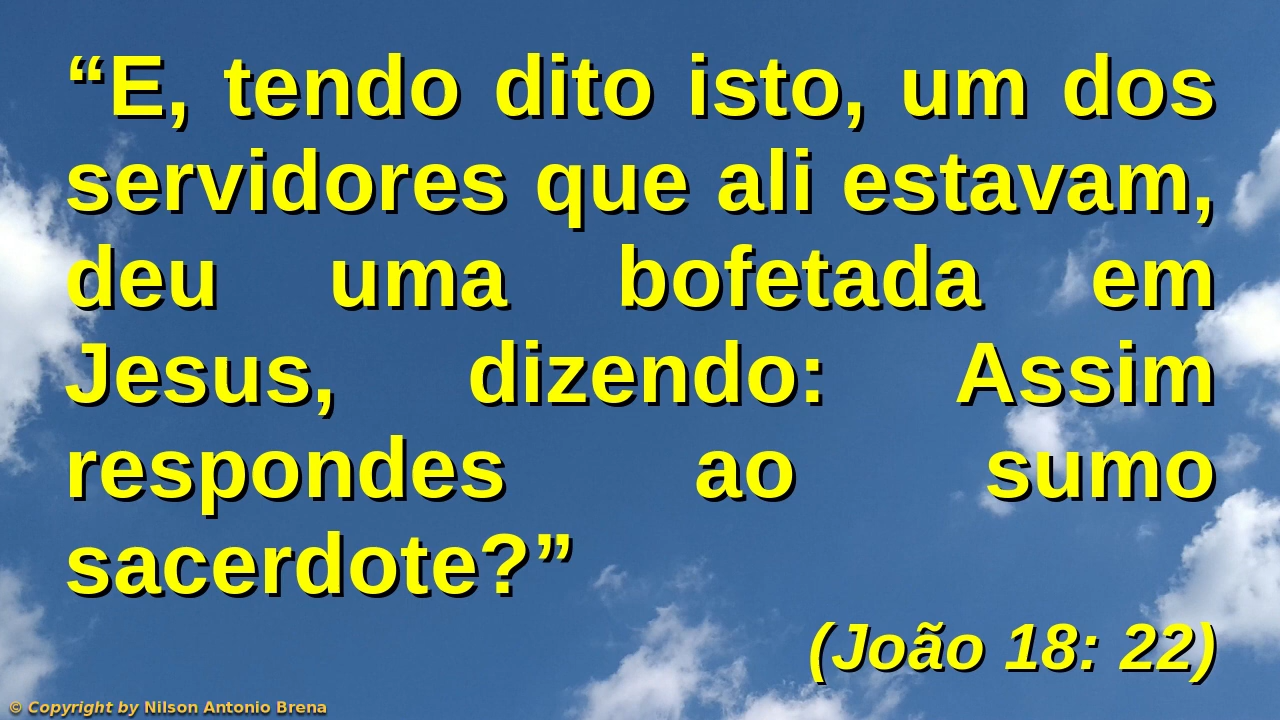 “E, tendo dito isto, um dos
servidores que ali estavam,
deu uma bofetada em
Jesus, dizendo: Assim
respondes ao sumo
sacerdote?”
(João 18: 22)
© Copyright by Nilson Antonio Brena